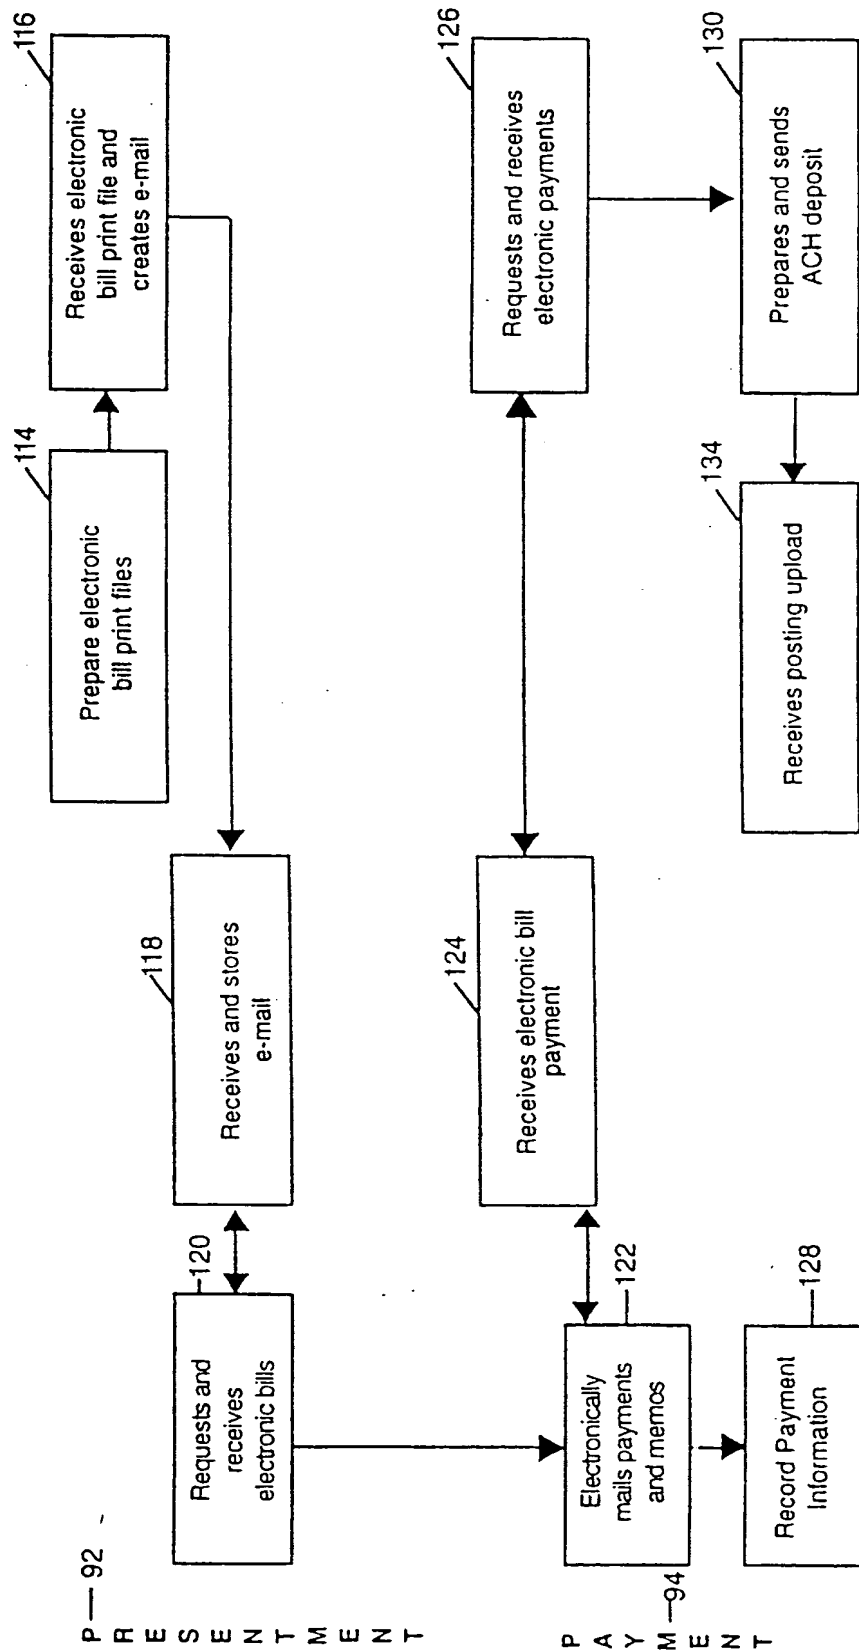 P — 92
R
E
S
E
N
T
M
E
N
T
120
Requests and
receives
electronic bills
118
Receives and stores
e-mail
114
Prepare electronic
bill print files
116
Receives electronic
bill print file and
creates e-mail
P
A
Y
M — 94
E
N
T
Electronically
mails payments
and memos
122
124
Receives electronic bill
payment
126
Requests and receives
electronic payments
Record Payment
Information
128
134
Receives posting upload
130
Prepares and sends
ACH deposit